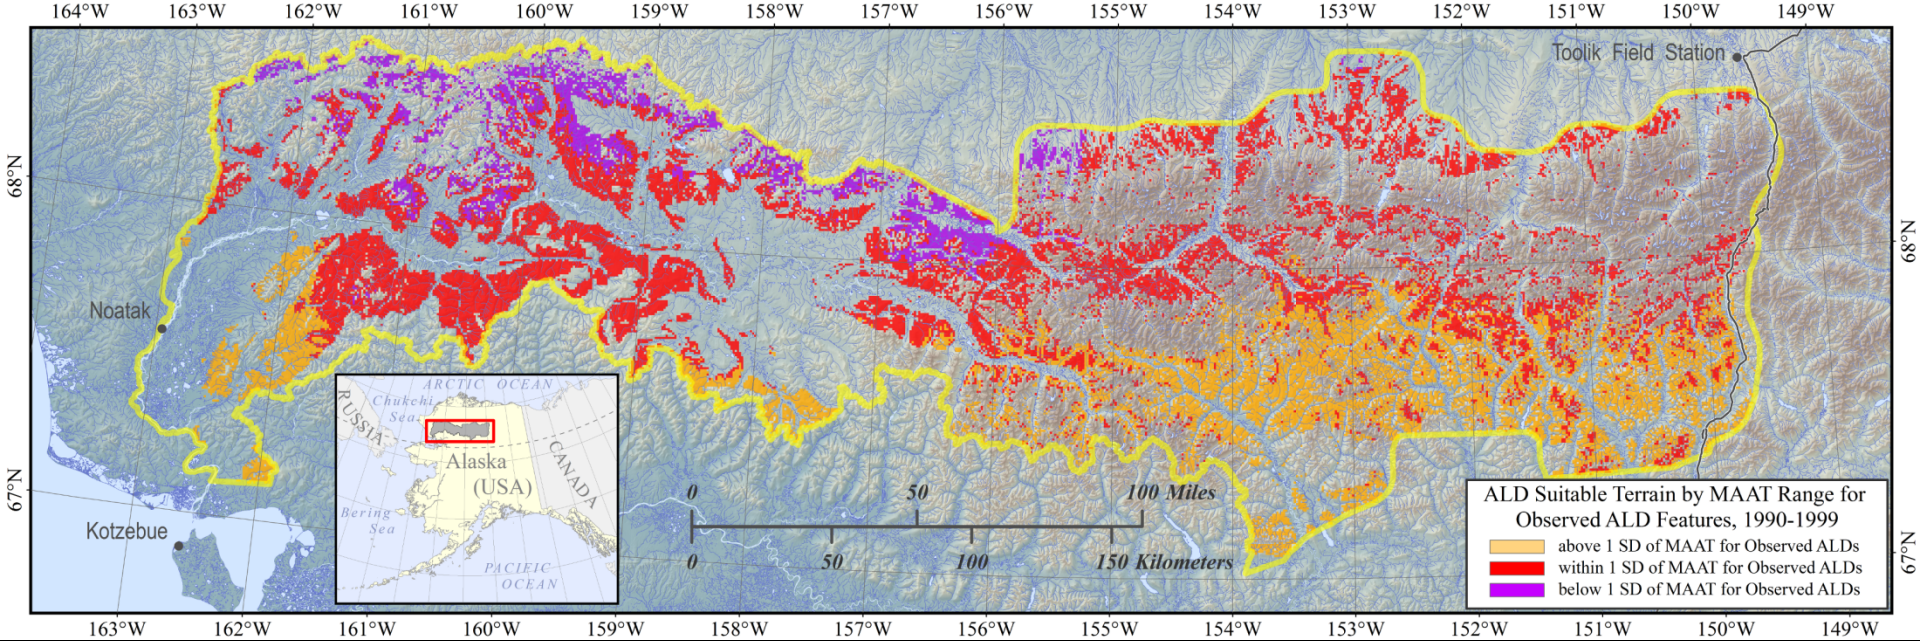 164°W 163°W 162°W 161°W 160°W 159°W 158°W 157°W 156°W 155°W 154°W 153°W 152°W 151°W 150°W 149°W
Toolik Field Station
68°N
68°N
Noatak
ARCTIC OCEAN
Chukchi
Sea
RUSSIA
Alaska
(USA)
CANADA
Bering
Sea
PACIFIC
OCEAN
67°N
67°N
Kotzebue
0 50 100 Miles
0 50 100 150 Kilometers
ALD Suitable Terrain by MAAT Range for
Observed ALD Features, 1990-1999
above 1 SD of MAAT for Observed ALDs
within 1 SD of MAAT for Observed ALDs
below 1 SD of MAAT for Observed ALDs
163°W 162°W 161°W 160°W 159°W 158°W 157°W 156°W 155°W 154°W 153°W 152°W 151°W 150°W 149°W